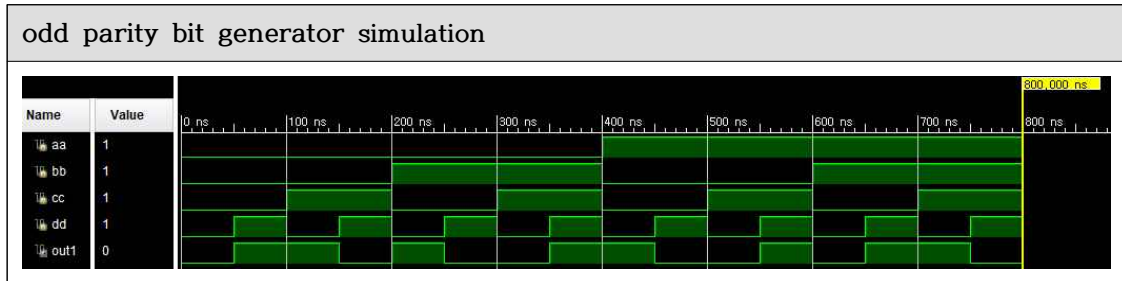 odd parity bit generator simulation
800,000 ns
Name Value
0 ns 100 ns 200 ns 300 ns 400 ns 500 ns 600 ns 700 ns 800 ns
aa 1
bb 1
cc 1
dd 1
out1 0